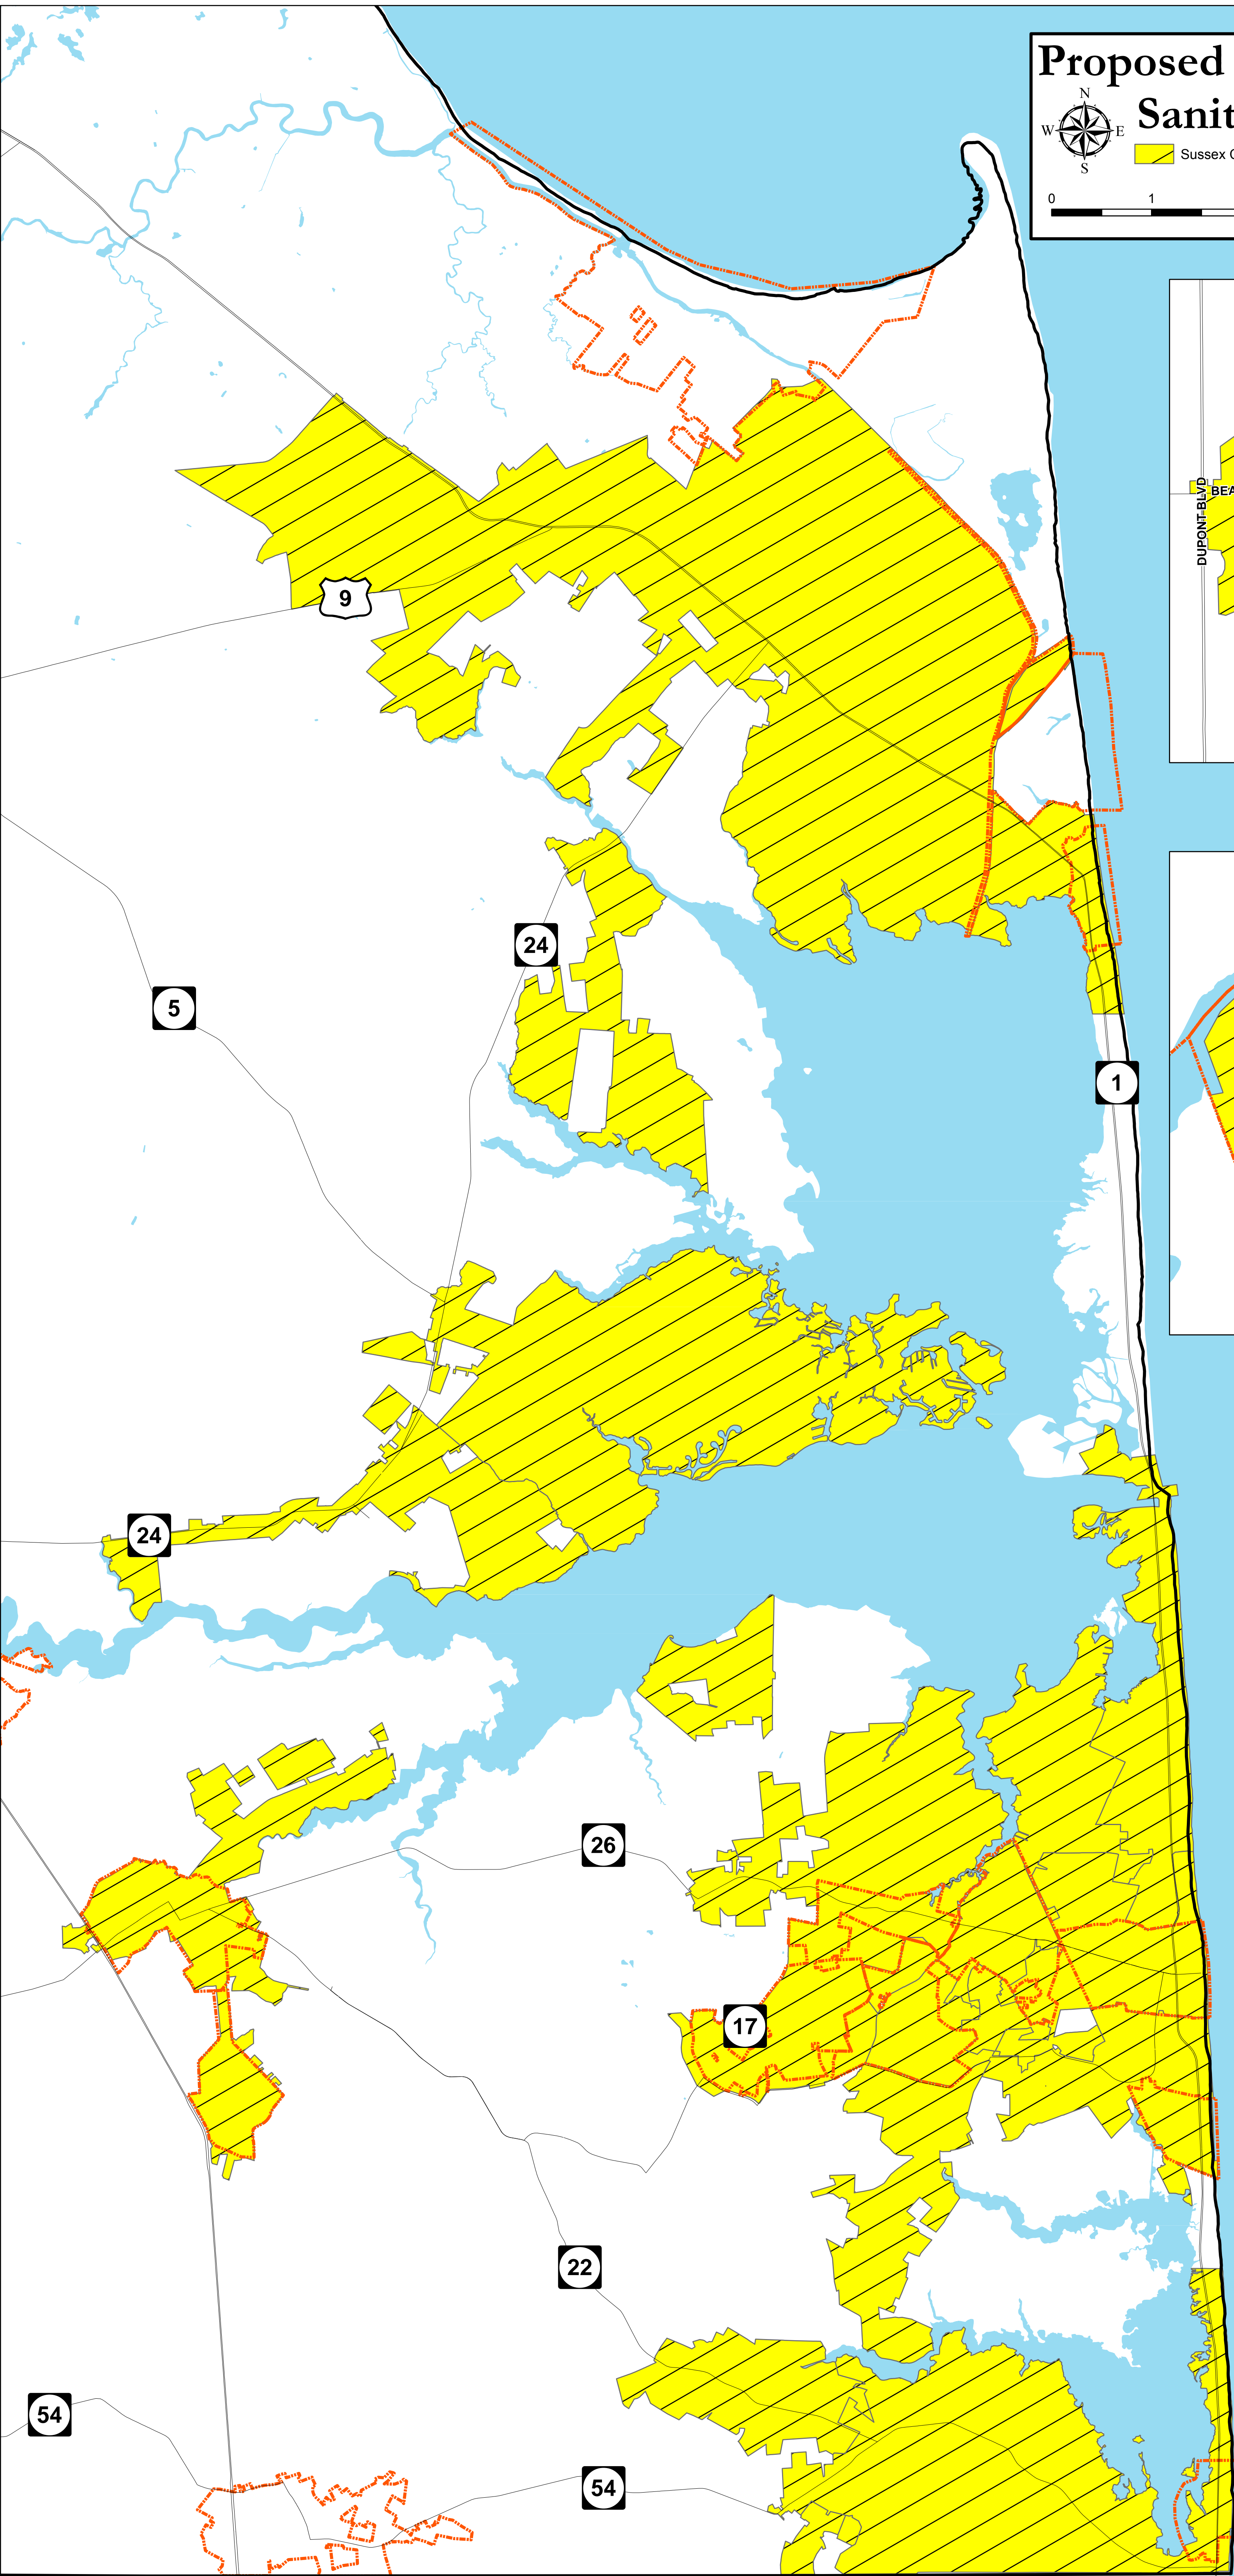 Proposed
Sanit
N
W E
S
Sussex
0 1
DUPONT BLVD
BEA
9
24
5
1
24
26
17
22
54
54